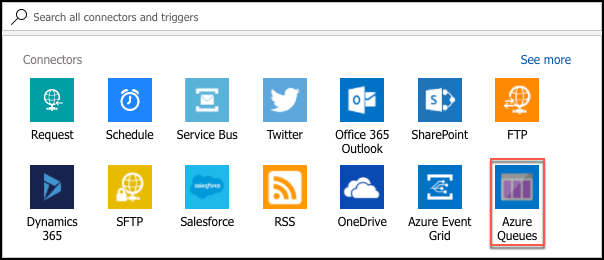 Search all connectors and triggers
Connectors
See more
Request
Schedule
Service Bus
Twitter
Office 365
Outlook
SharePoint
FTP
Dynamics
365
SFTP
salesforce
Salesforce
RSS
OneDrive
Azure Event
Grid
Azure
Queues